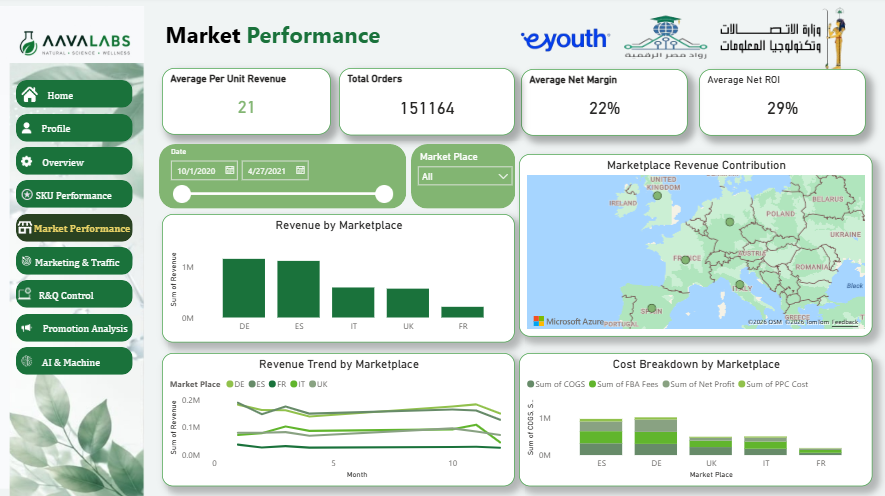 AAVALABS
NATURAL • SCIENCE • WELLNESS
Home
Profile
Overview
SKU Performance
Market Performance
Marketing & Traffic
R&Q Control
Promotion Analysis
AI & Machine
Market Performance
eyouth
رواد مصر الرقمية
وزارة الاتصالات
وتكنولوجيا المعلومات
Average Per Unit Revenue
21
Total Orders
151164
Average Net Margin
22%
Average Net ROI
29%
Date
10/1/2020
4/27/2021
Market Place
All
Revenue by Marketplace
Sum of Revenue
1M
0M
DE ES IT UK FR
Marketplace Revenue Contribution
UNITED
KINGDOM
IRELAND
BELARUS
POLAND
UKRAINE
FRANCE
AUSTRIA
ROMANIA
ITALY
Black
SPAIN
PORTUGAL
GREECE
Microsoft Azure
©2026 OSM ©2026 TomTom Feedback
Revenue Trend by Marketplace
Market Place DE ES FR IT UK
Sum of Revenue
0.2M
0.1M
0.0M
0 5 10
Month
Cost Breakdown by Marketplace
Sum of COGS Sum of FBA Fees Sum of Net Profit Sum of PPC Cost
Sum of COGS, S...
1M
0M
ES DE UK IT FR
Market Place